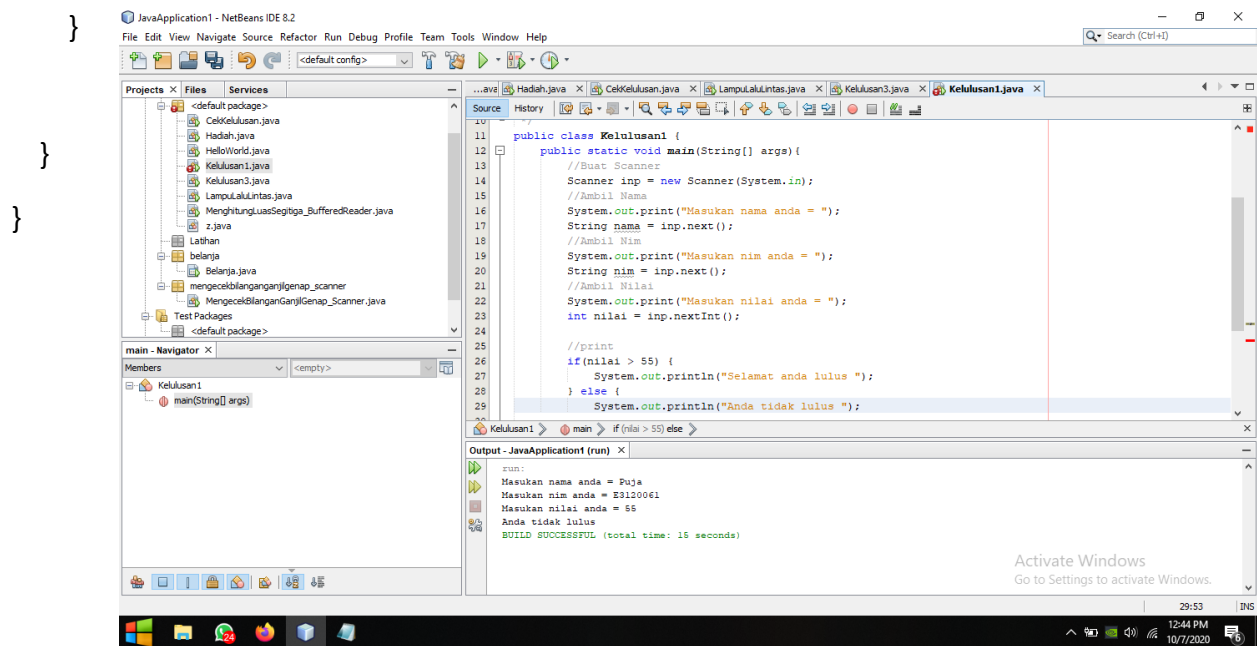 }
}
}
JavaApplication1 - NetBeans IDE 8.2
File Edit View Navigate Source Refactor Run Debug Profile Team Tools Window Help
Search (Ctrl+I)
<default config>
Projects Files Services
<default package>
CekKelulusan.java
Hadiah.java
HelloWorld.java
Kelulusan1.java
Kelulusan3.java
LampuLaluLintas.java
MenghitungLuasSegitiga_BufferedReader.java
z.java
Latihan
belanja
Belanja.java
mengecekbilanganganjilgenap_scanner
MengecekBilanganGanjilGenap_Scanner.java
Test Packages
<default package>
main - Navigator
Members <empty>
Kelulusan1
main(String[] args)
...ava Hadiah.java CekKelulusan.java LampuLaluLintas.java Kelulusan3.java Kelulusan1.java
Source History
10 */
11 public class Kelulusan1 {
12 public static void main(String[] args){
13 //Buat Scanner
14 Scanner inp = new Scanner(System.in);
15 //Ambil Nama
16 System.out.print("Masukan nama anda = ");
17 String nama = inp.next();
18 //Ambil Nim
19 System.out.print("Masukan nim anda = ");
20 String nim = inp.next();
21 //Ambil Nilai
22 System.out.print("Masukan nilai anda = ");
23 int nilai = inp.nextInt();
24
25 //print
26 if(nilai > 55) {
27 System.out.println("Selamat anda lulus ");
28 } else {
29 System.out.println("Anda tidak lulus ");
Kelulusan1 main if (nilai > 55) else
Output - JavaApplication1 (run)
run:
Masukan nama anda = Puja
Masukan nim anda = E3120061
Masukan nilai anda = 55
Anda tidak lulus
BUILD SUCCESSFUL (total time: 15 seconds)
Activate Windows
Go to Settings to activate Windows.
29:53 INS
24
12:44 PM
10/7/2020
6